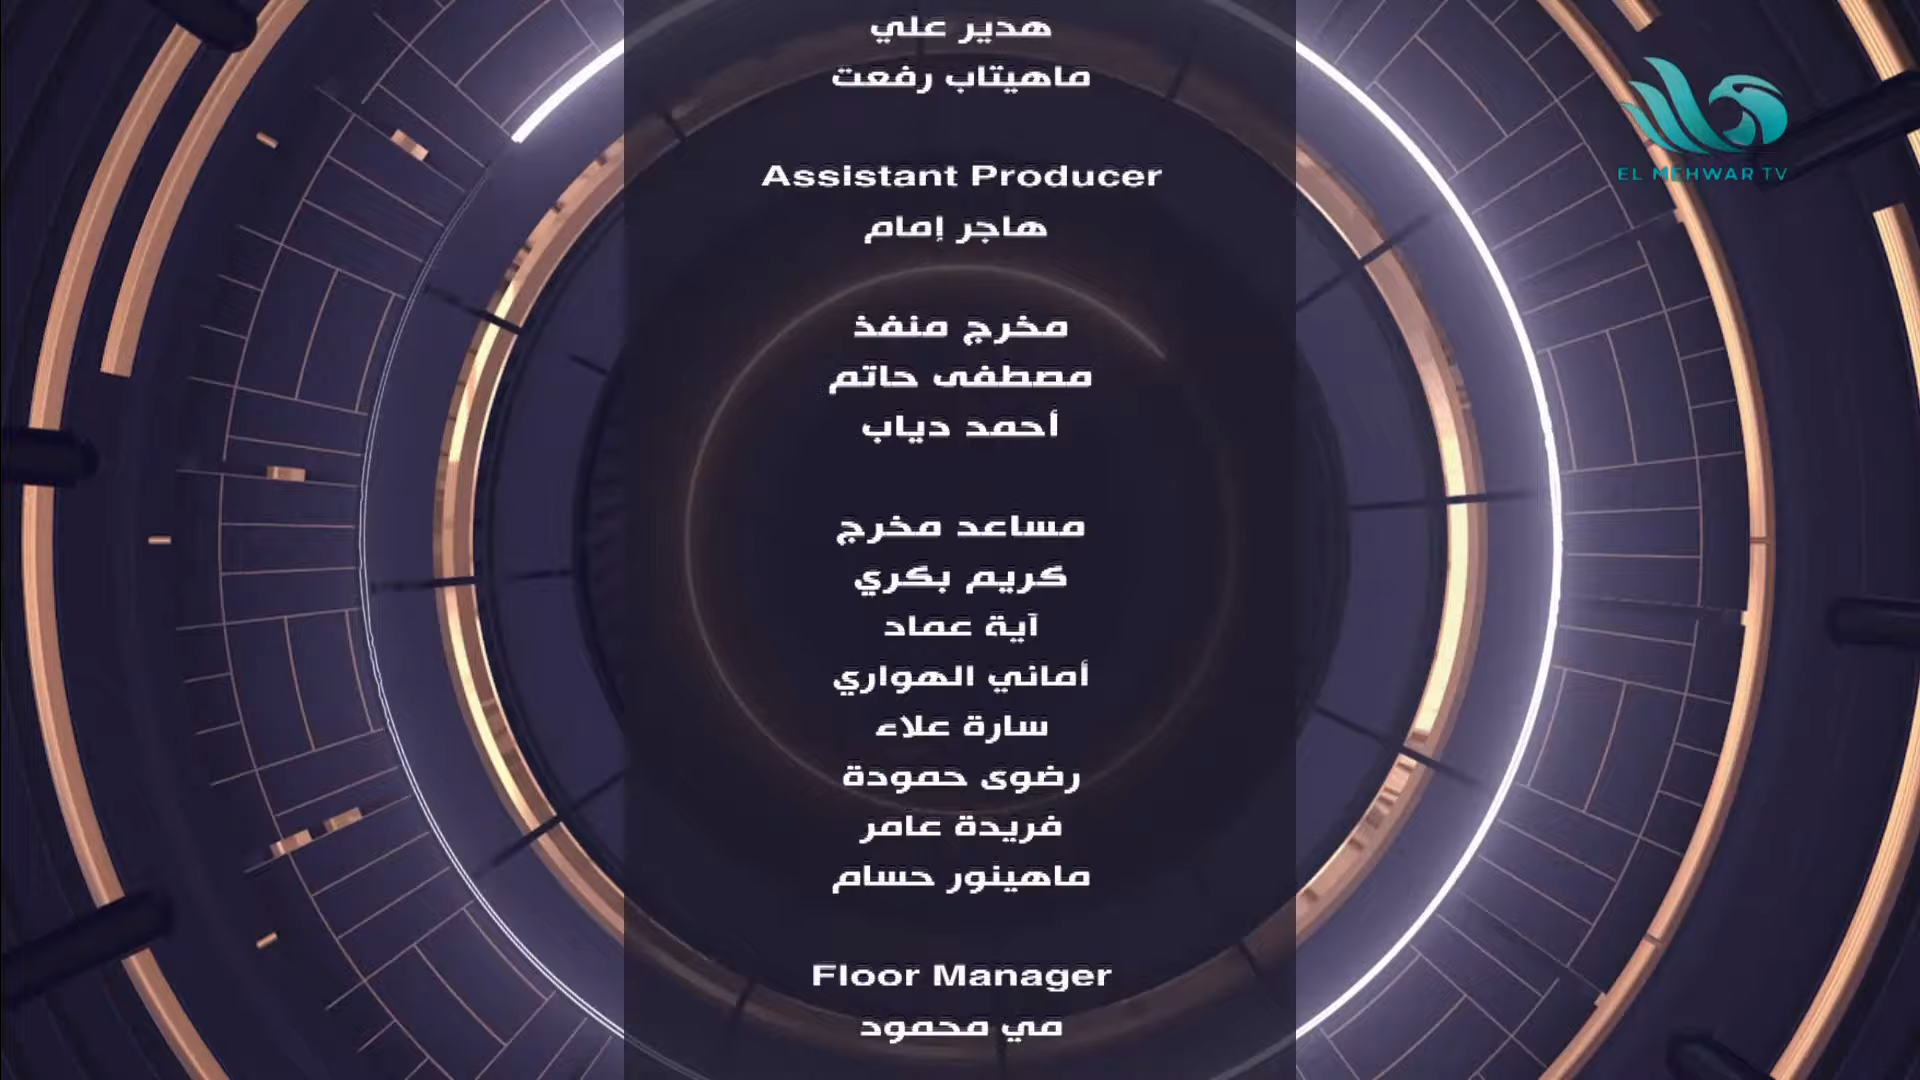 هدير علي
ماهيتاب رفعت
EL MEHWAR TV
Assistant Producer
هاجر إمام
مخرج منفذ
مصطفى حاتم
أحمد دياب
مساعد مخرج
كريم بكري
آية عماد
أماني الهواري
سارة علاء
رضوى حمودة
فريدة عامر
ماهينور حسام
Floor Manager
مي محمود